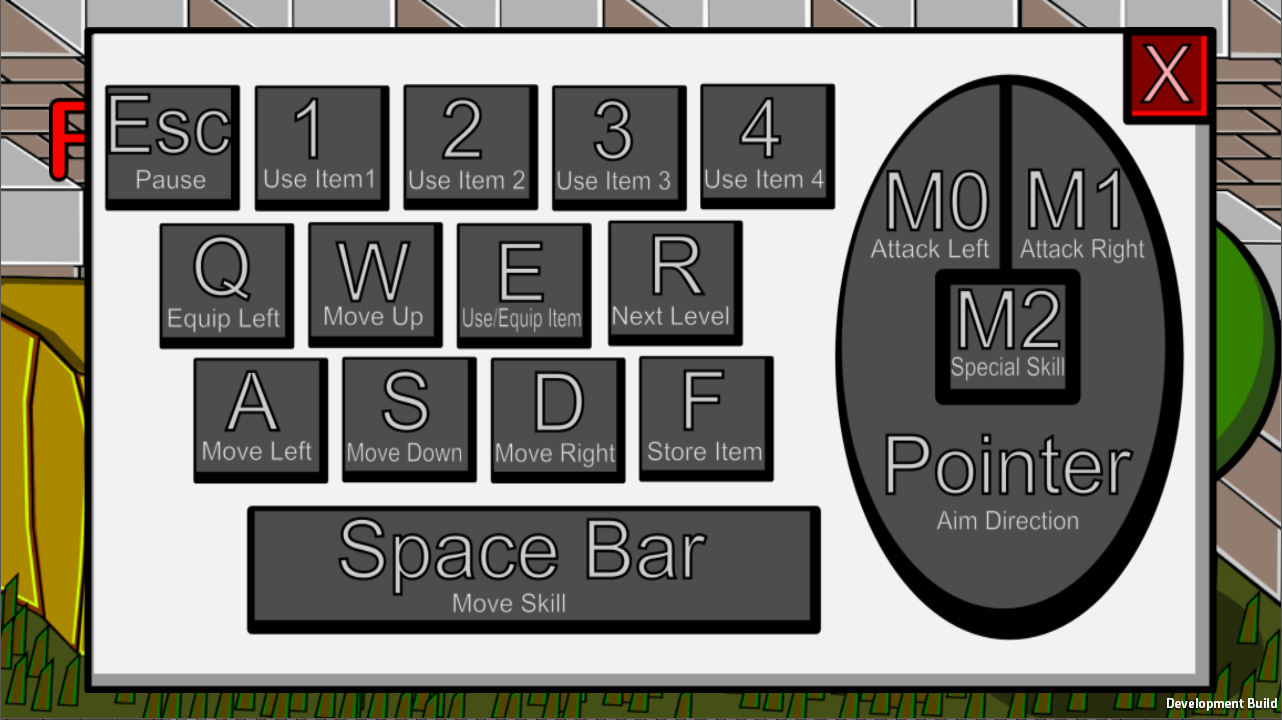 X
Esc
Pause
1
Use Item1
2
Use Item 2
3
Use Item 3
4
Use Item 4
Q
Equip Left
W
Move Up
E
Use/Equip Item
R
Next Level
A
Move Left
S
Move Down
D
Move Right
F
Store Item
Space Bar
Move Skill
M0
Attack Left
M1
Attack Right
M2
Special Skill
Pointer
Aim Direction
Development Build